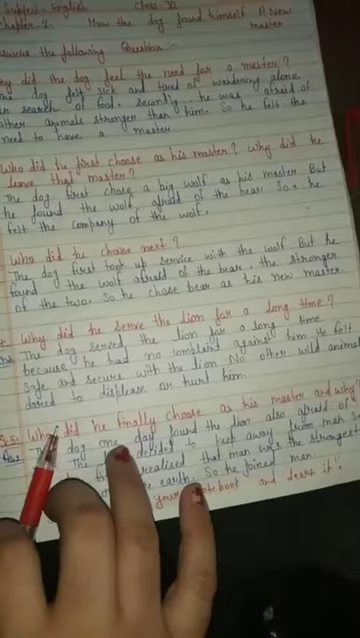 Subject- English Class VI
Chapter-2. How the dog found himself A New
master
Answers the following Question:-
Why did the dog feel the need for a master?
The dog felt sick and tired of wandering alone
in search of food. secondly, he was afraid of
other animals stronger than him. So he felt the
need to have a master
Who did he first choose as his master? Why did he
leave that master?
The dog first chose a big wolf as his master But
he found the wolf afraid of the bear. So he
felt the company of the wolf.
Who did he choose next?
The dog first took up service with the wolf But he
found the wolf afraid of the bear. the stronger
of the two. So he chose bear as his new master.
Why did he serve the lion for a long time?
Ans The dog served the lion for a long time
because he had no complaint against him He felt
safe and secure with the lion No other wild animal
dared to displease or hurt him.
Who did he finally choose as his master and why?
Ans The dog one day found the lion also afraid of
The decided to keep away from man
realised that man was the strongest
earth. So he joined man
your notebook and learn it"